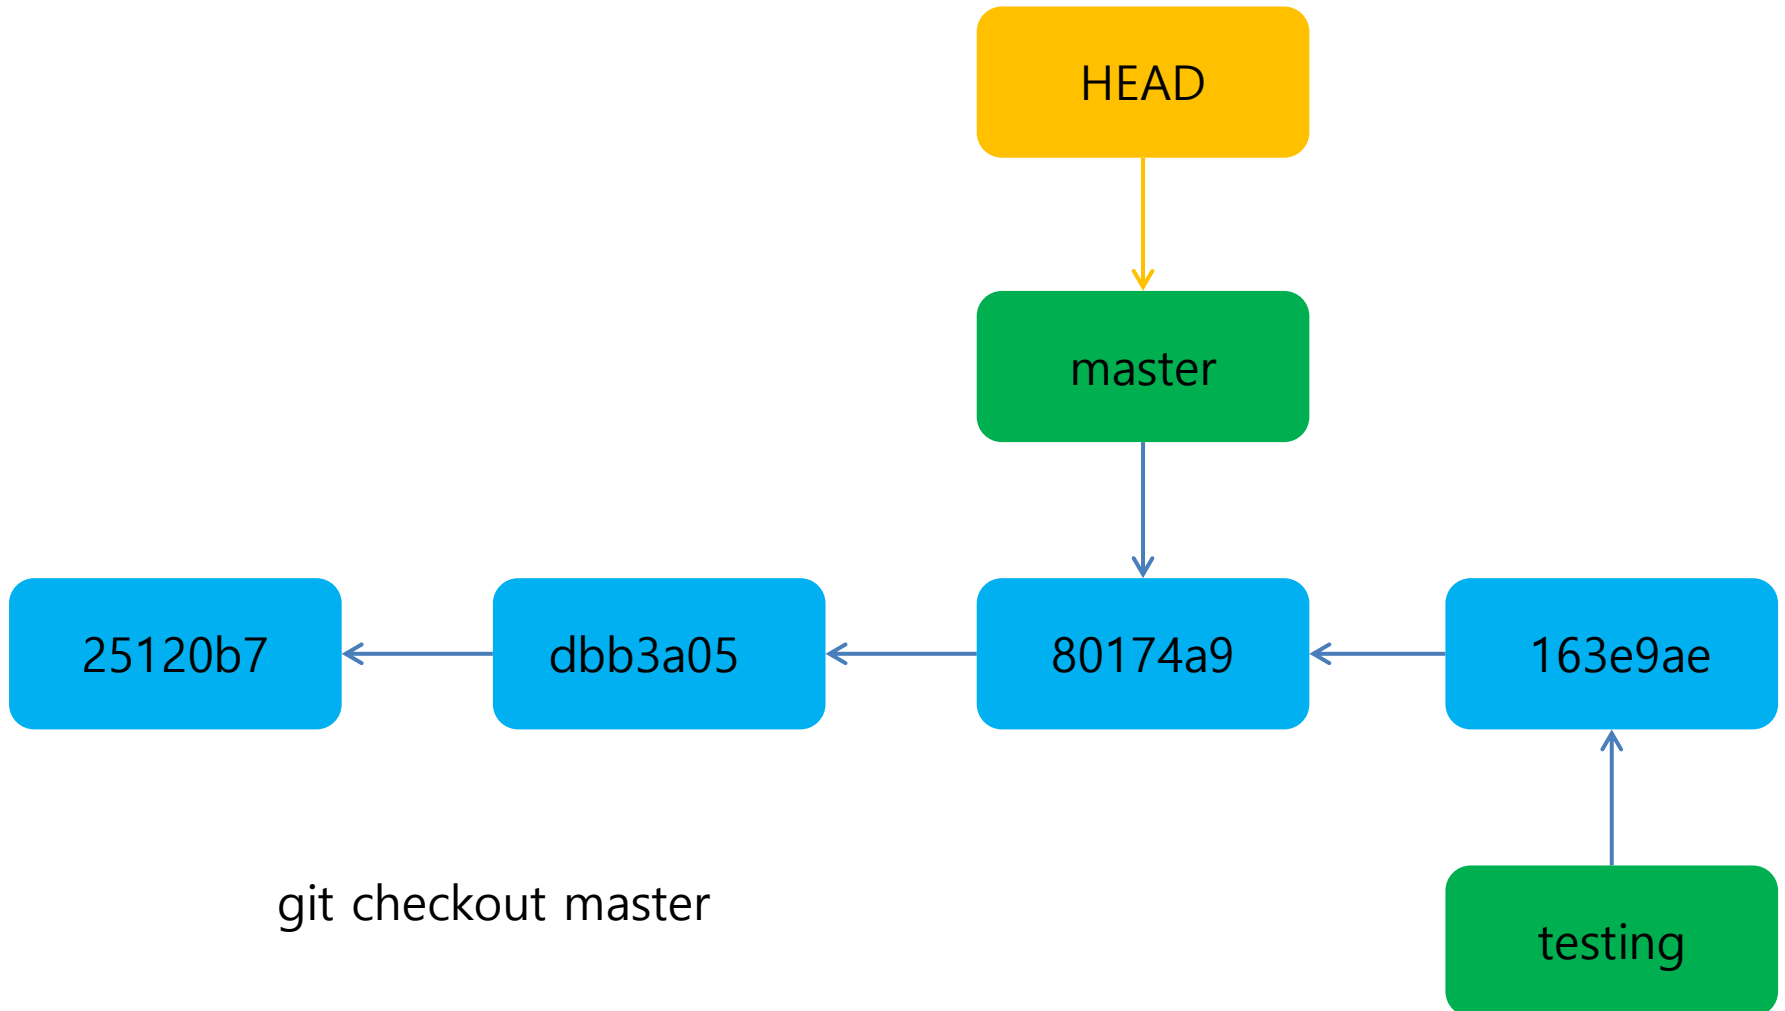 HEAD
master
25120b7
dbb3a05
80174a9
163e9ae
git checkout master
testing